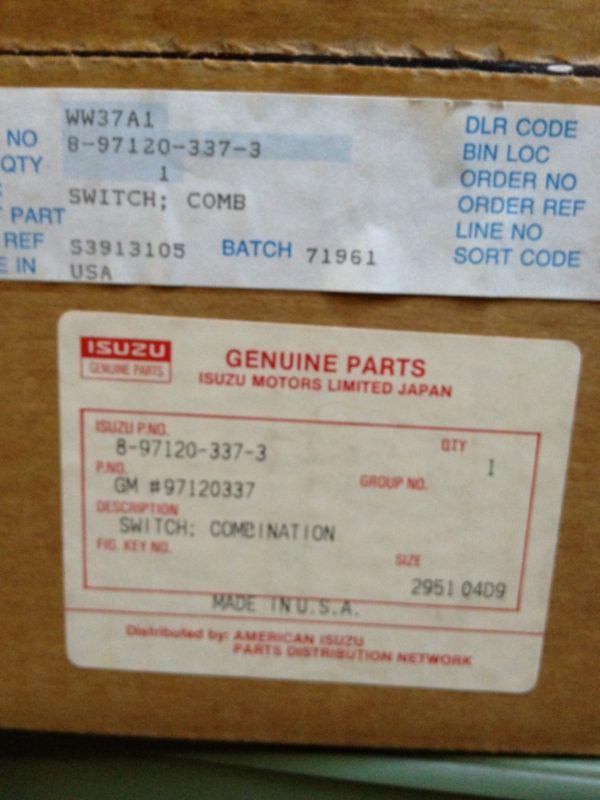 WW37A1
NO 8-97120-337-3
QTY 1
SWITCH; COMB
PART
REF S3913105 BATCH 71961
E IN USA
DLR CODE
BIN LOC
ORDER NO
ORDER REF
LINE NO
SORT CODE
ISUZU
GENUINE PARTS
GENUINE PARTS
ISUZU MOTORS LIMITED JAPAN
ISUZU P.NO.
8-97120-337-3
QTY
1
P.NO.
GM #97120337
GROUP NO.
DESCRIPTION
SWITCH; COMBINATION
FIG. KEY NO.
SIZE
2951 04D9
MADE IN U.S.A.
Distributed by: AMERICAN ISUZU
PARTS DISTRIBUTION NETWORK